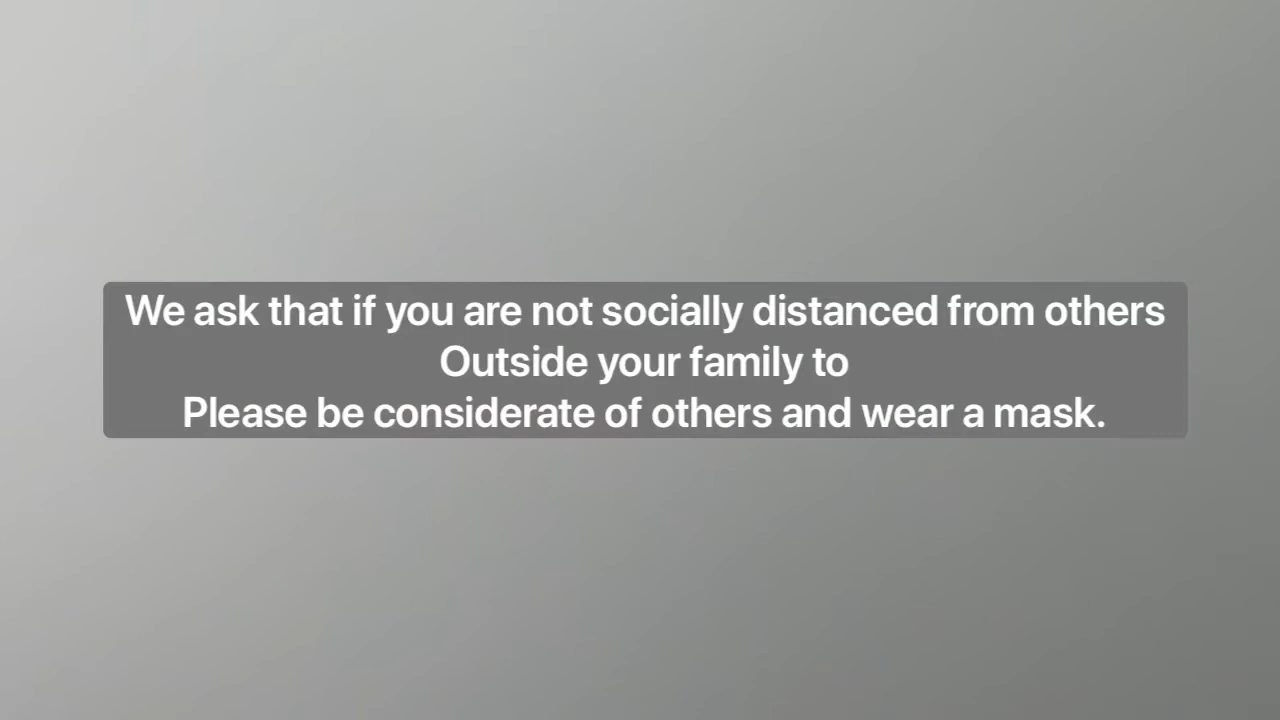 We ask that if you are not socially distanced from others
Outside your family to
Please be considerate of others and wear a mask.